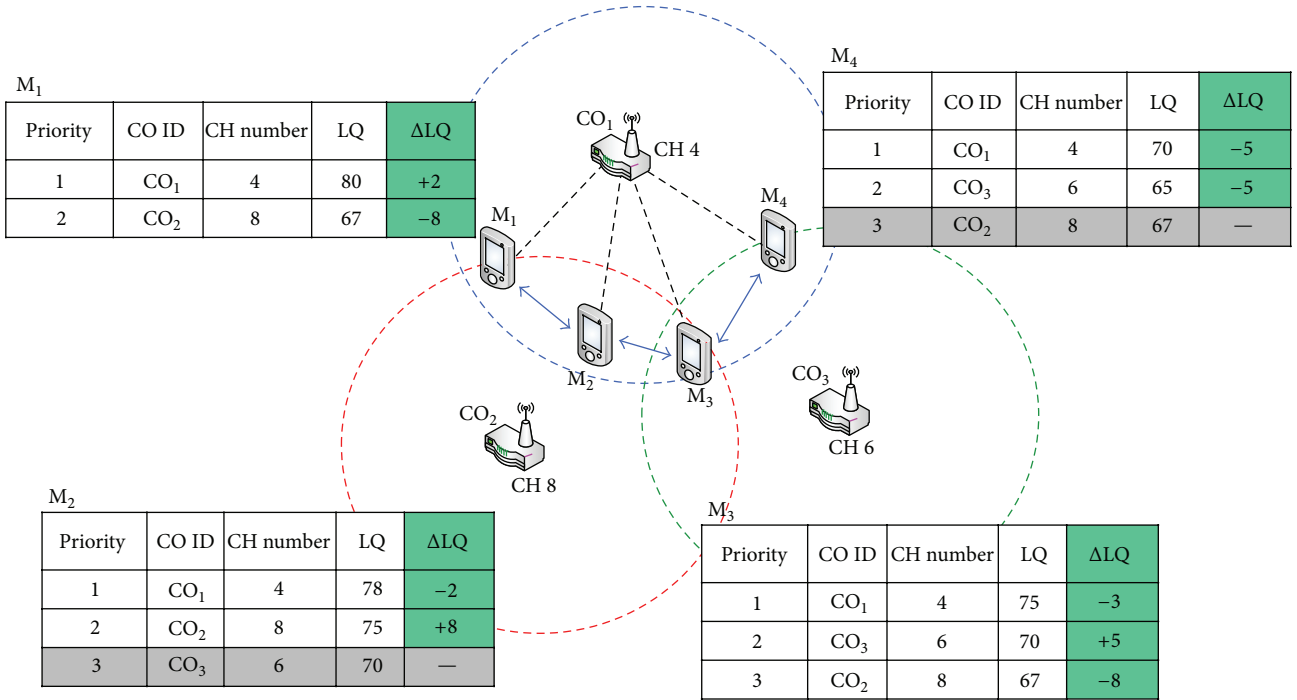 M1
Priority CO ID CH number LQ ΔLQ
1 CO1 4 80 +2
2 CO2 8 67 −8
M4
Priority CO ID CH number LQ ΔLQ
1 CO1 4 70 −5
2 CO3 6 65 −5
3 CO2 8 67 —
CO1
CH 4
M1
M4
M2
M3
CO3
CH 6
CO2
CH 8
M2
Priority CO ID CH number LQ ΔLQ
1 CO1 4 78 −2
2 CO2 8 75 +8
3 CO3 6 70 —
M3
Priority CO ID CH number LQ ΔLQ
1 CO1 4 75 −3
2 CO3 6 70 +5
3 CO2 8 67 −8